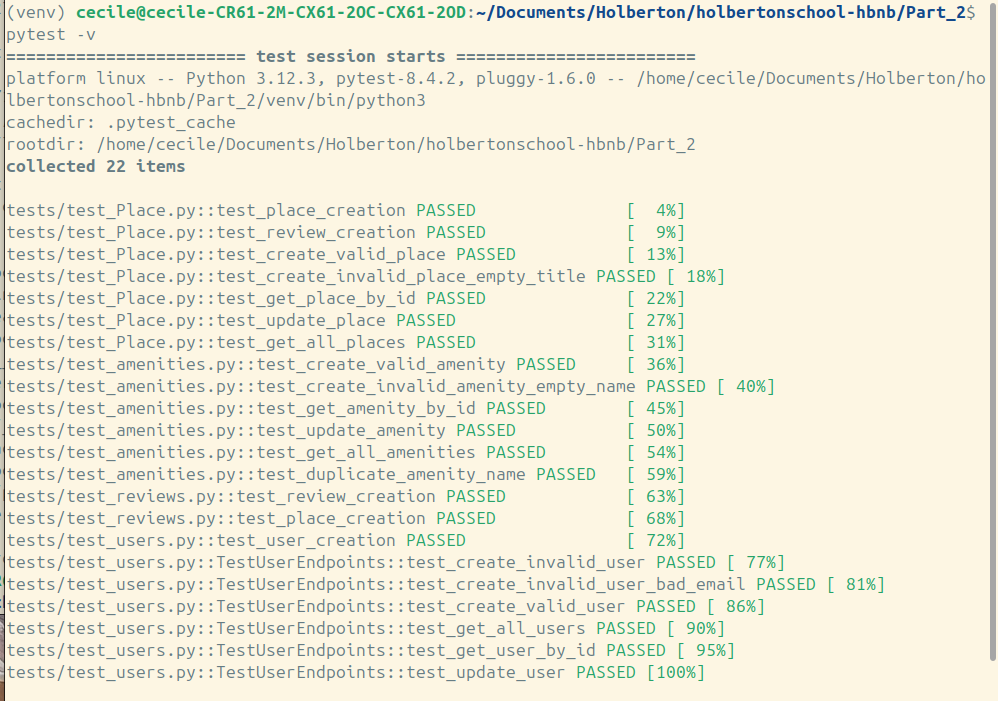 (venv) cecile@cecile-CR61-2M-CX61-2OC-CX61-2OD:~/Documents/Holberton/holbertonschool-hbnb/Part_2$
pytest -v
======================== test session starts ========================
platform linux -- Python 3.12.3, pytest-8.4.2, pluggy-1.6.0 -- /home/cecile/Documents/Holberton/ho
lbertonschool-hbnb/Part_2/venv/bin/python3
cachedir: .pytest_cache
rootdir: /home/cecile/Documents/Holberton/holbertonschool-hbnb/Part_2
collected 22 items
tests/test_Place.py::test_place_creation PASSED [  4%]
tests/test_Place.py::test_review_creation PASSED [  9%]
tests/test_Place.py::test_create_valid_place PASSED [ 13%]
tests/test_Place.py::test_create_invalid_place_empty_title PASSED [ 18%]
tests/test_Place.py::test_get_place_by_id PASSED [ 22%]
tests/test_Place.py::test_update_place PASSED [ 27%]
tests/test_Place.py::test_get_all_places PASSED [ 31%]
tests/test_amenities.py::test_create_valid_amenity PASSED [ 36%]
tests/test_amenities.py::test_create_invalid_amenity_empty_name PASSED [ 40%]
tests/test_amenities.py::test_get_amenity_by_id PASSED [ 45%]
tests/test_amenities.py::test_update_amenity PASSED [ 50%]
tests/test_amenities.py::test_get_all_amenities PASSED [ 54%]
tests/test_amenities.py::test_duplicate_amenity_name PASSED [ 59%]
tests/test_reviews.py::test_review_creation PASSED [ 63%]
tests/test_reviews.py::test_place_creation PASSED [ 68%]
tests/test_users.py::test_user_creation PASSED [ 72%]
tests/test_users.py::TestUserEndpoints::test_create_invalid_user PASSED [ 77%]
tests/test_users.py::TestUserEndpoints::test_create_invalid_user_bad_email PASSED [ 81%]
tests/test_users.py::TestUserEndpoints::test_create_valid_user PASSED [ 86%]
tests/test_users.py::TestUserEndpoints::test_get_all_users PASSED [ 90%]
tests/test_users.py::TestUserEndpoints::test_get_user_by_id PASSED [ 95%]
tests/test_users.py::TestUserEndpoints::test_update_user PASSED [100%]